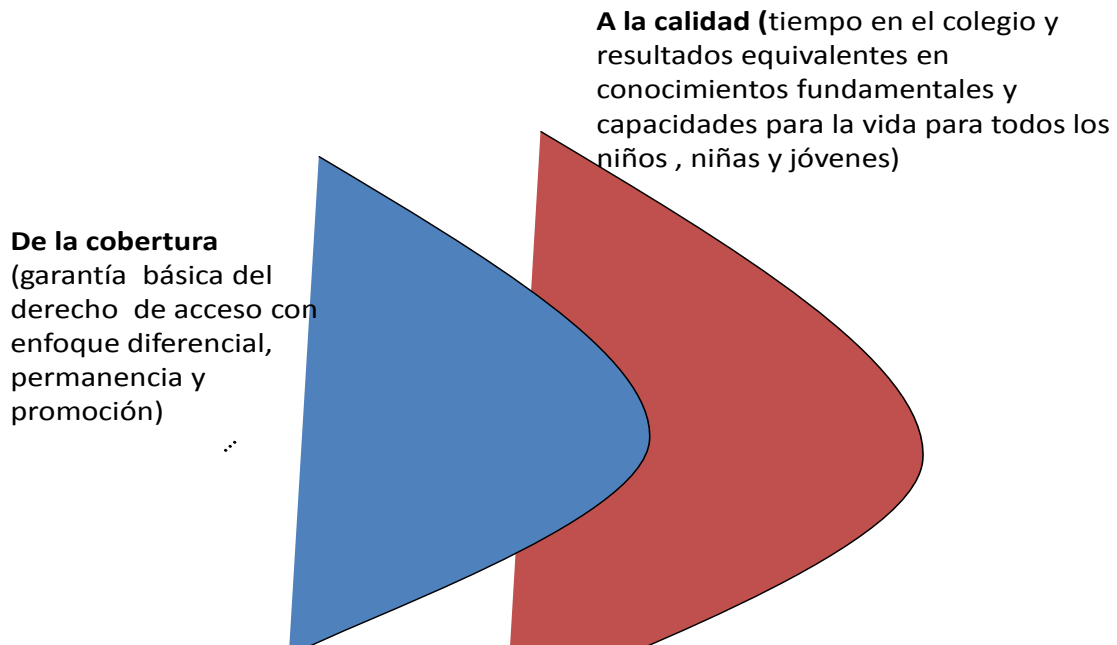 A la calidad (tiempo en el colegio y
resultados equivalentes en
conocimientos fundamentales y
capacidades para la vida para todos los
niños , niñas y jóvenes)
De la cobertura
(garantía  básica del
derecho  de acceso con
enfoque diferencial,
permanencia y
promoción)
...